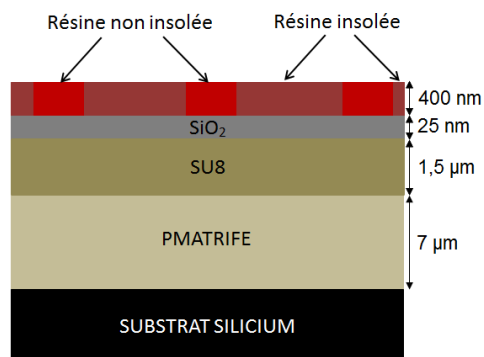 Résine non insolée
Résine insolée
400 nm
SiO₂
25 nm
SU8
1,5 µm
PMATRIFE
7 µm
SUBSTRAT SILICIUM